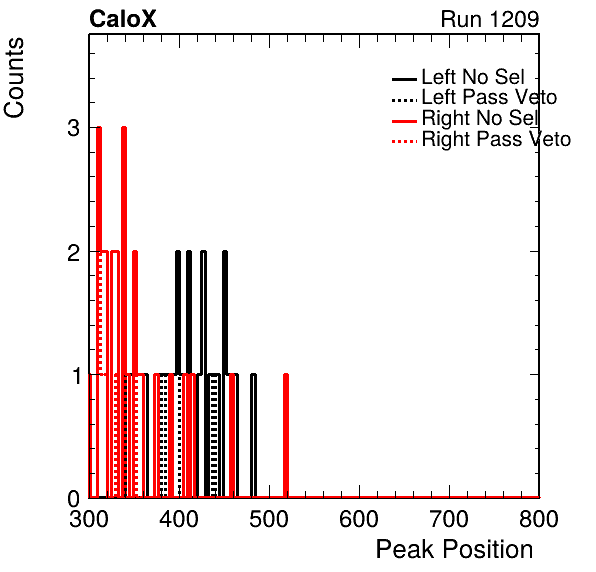 CaloX Run 1209
Counts
Left No Sel
Left Pass Veto
Right No Sel
Right Pass Veto
3
2
1
0
300 400 500 600 700 800
Peak Position